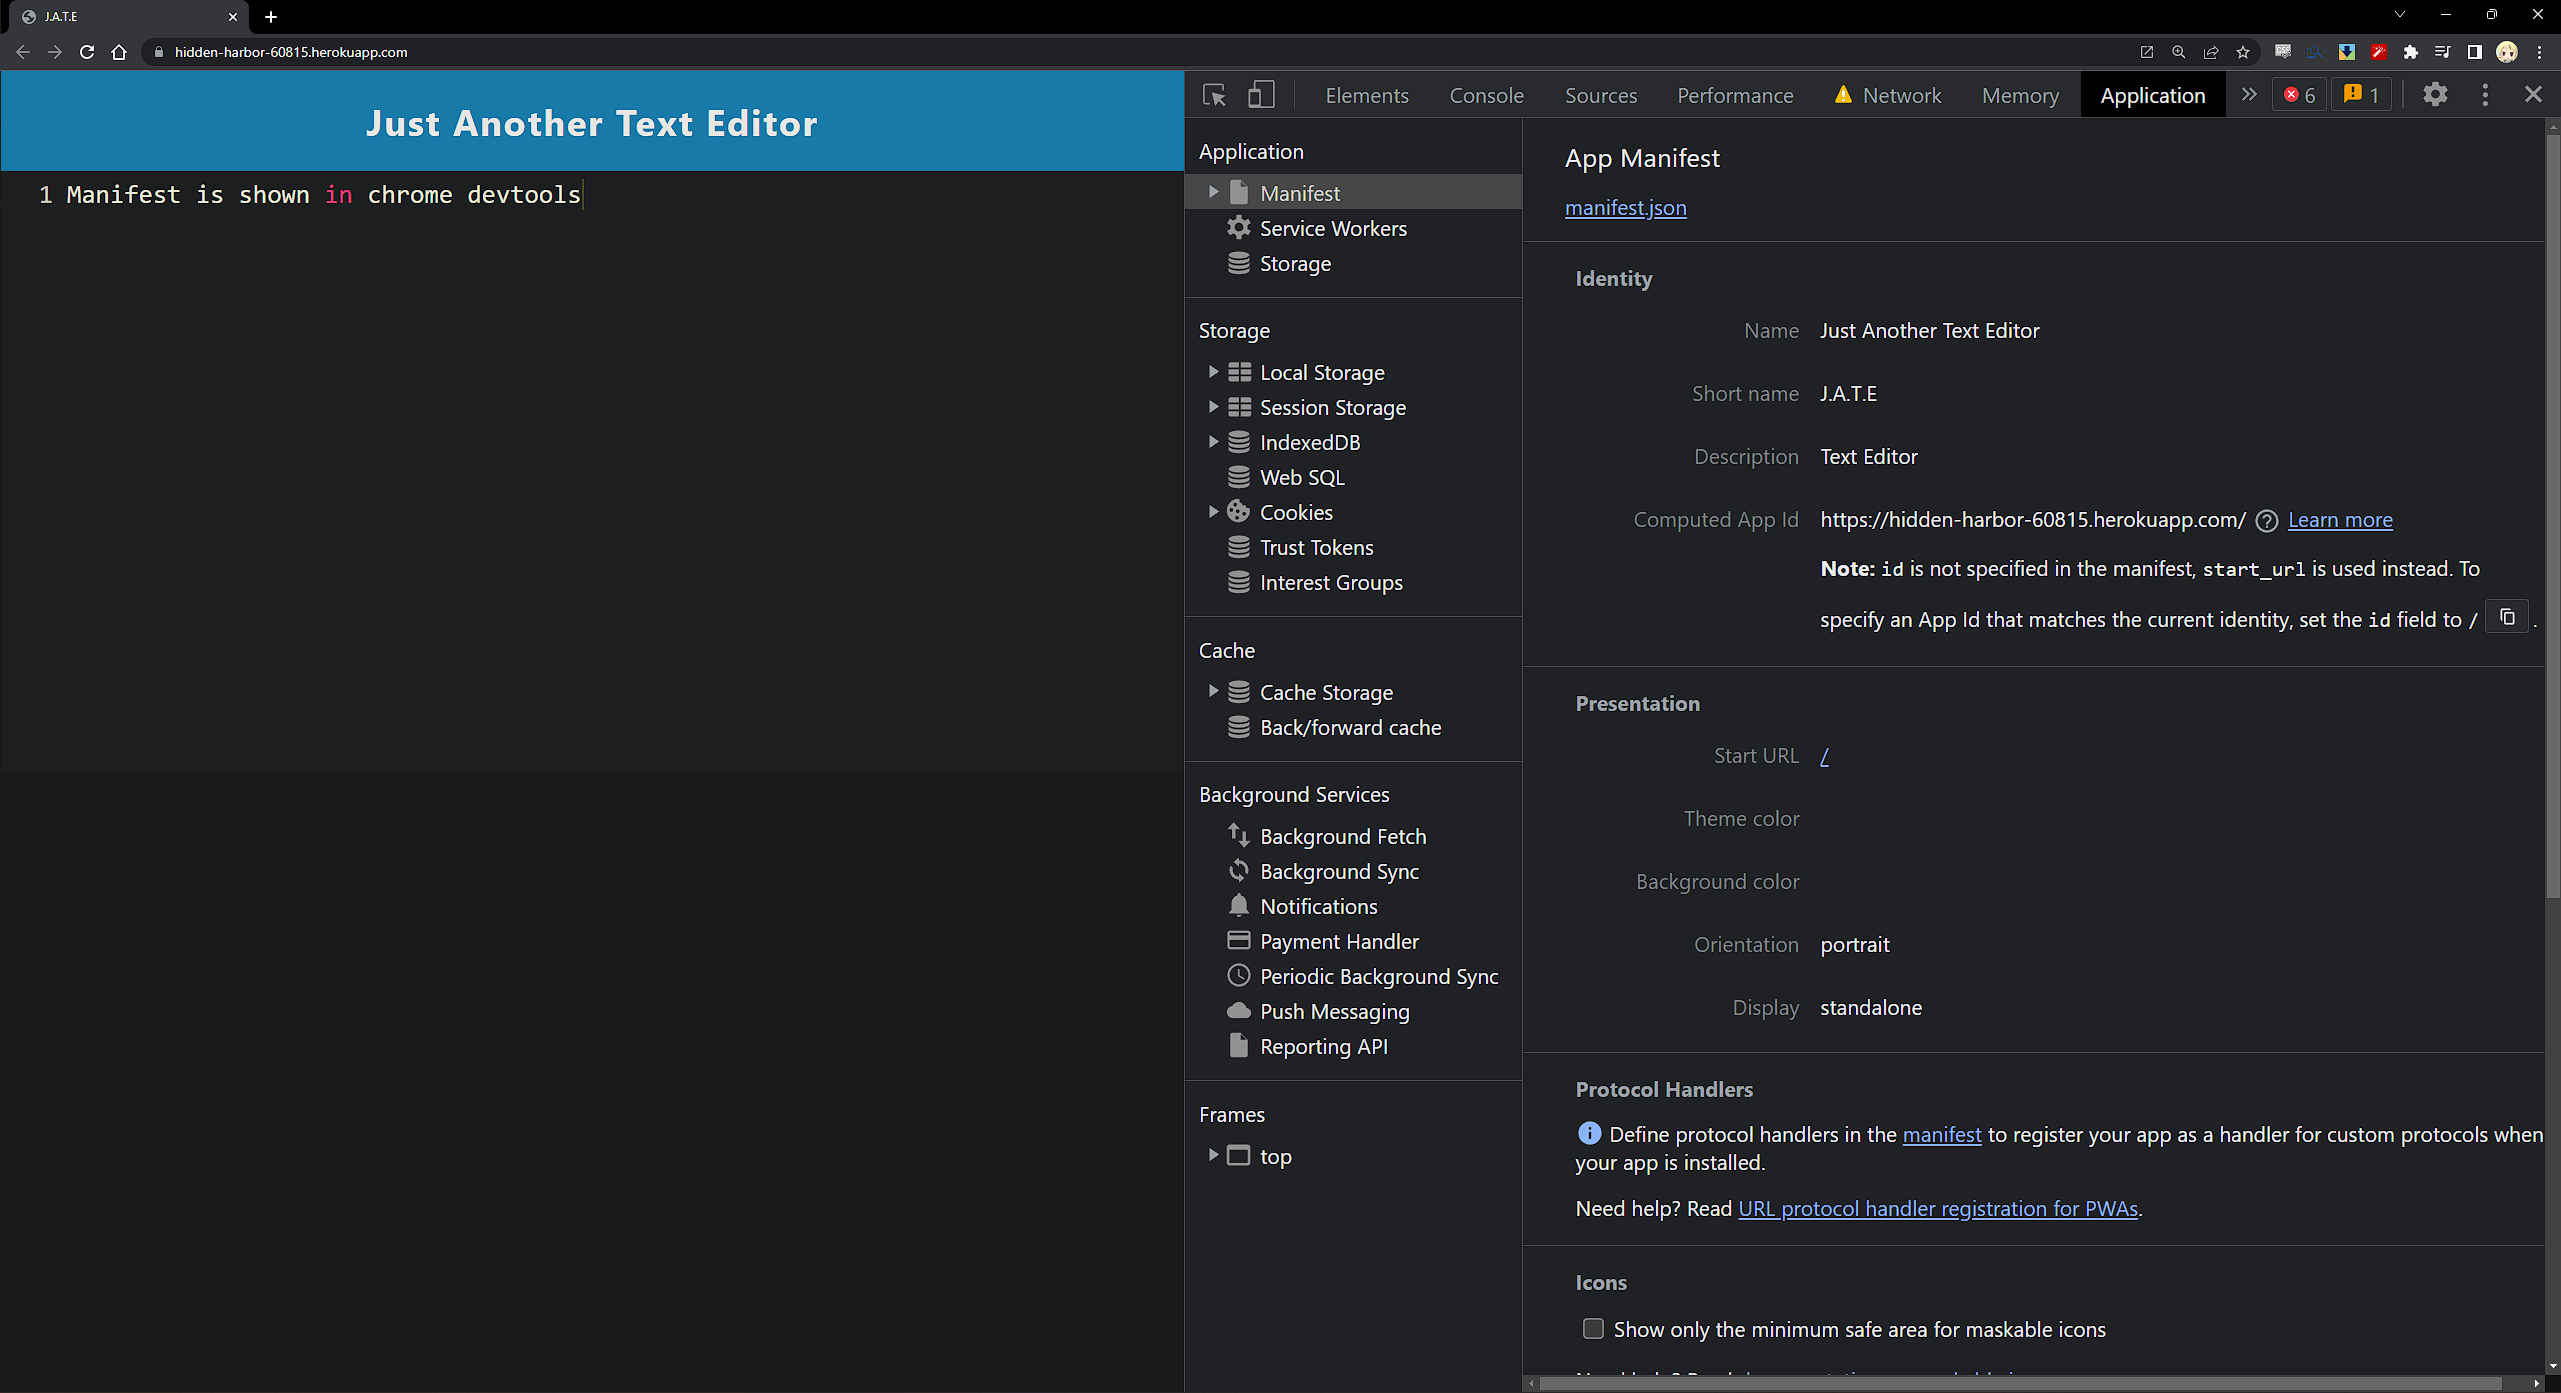 J.A.T.E
hidden-harbor-60815.herokuapp.com
Just Another Text Editor
1 Manifest is shown in chrome devtools
Elements Console Sources Performance Network Memory Application 6 1
Application
Manifest
Service Workers
Storage
Storage
Local Storage
Session Storage
IndexedDB
Web SQL
Cookies
Trust Tokens
Interest Groups
Cache
Cache Storage
Back/forward cache
Background Services
Background Fetch
Background Sync
Notifications
Payment Handler
Periodic Background Sync
Push Messaging
Reporting API
Frames
top
App Manifest
manifest.json
Identity
Name Just Another Text Editor
Short name J.A.T.E
Description Text Editor
Computed App Id https://hidden-harbor-60815.herokuapp.com/ Learn more
Note: id is not specified in the manifest, start_url is used instead. To
specify an App Id that matches the current identity, set the id field to / .
Presentation
Start URL /
Theme color
Background color
Orientation portrait
Display standalone
Protocol Handlers
Define protocol handlers in the manifest to register your app as a handler for custom protocols when
your app is installed.
Need help? Read URL protocol handler registration for PWAs.
Icons
Show only the minimum safe area for maskable icons